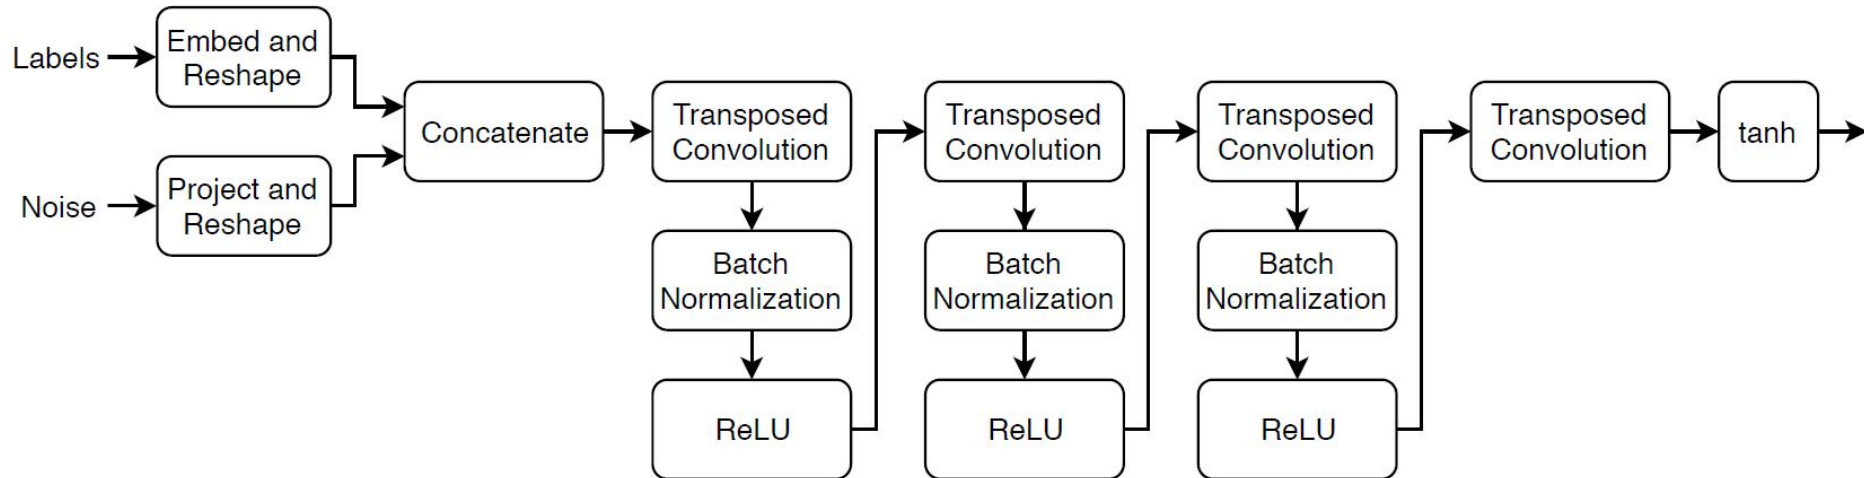 Labels
Embed and
Reshape
Noise
Project and
Reshape
Concatenate
Transposed
Convolution
Batch
Normalization
ReLU
Transposed
Convolution
Batch
Normalization
ReLU
Transposed
Convolution
Batch
Normalization
ReLU
Transposed
Convolution
tanh